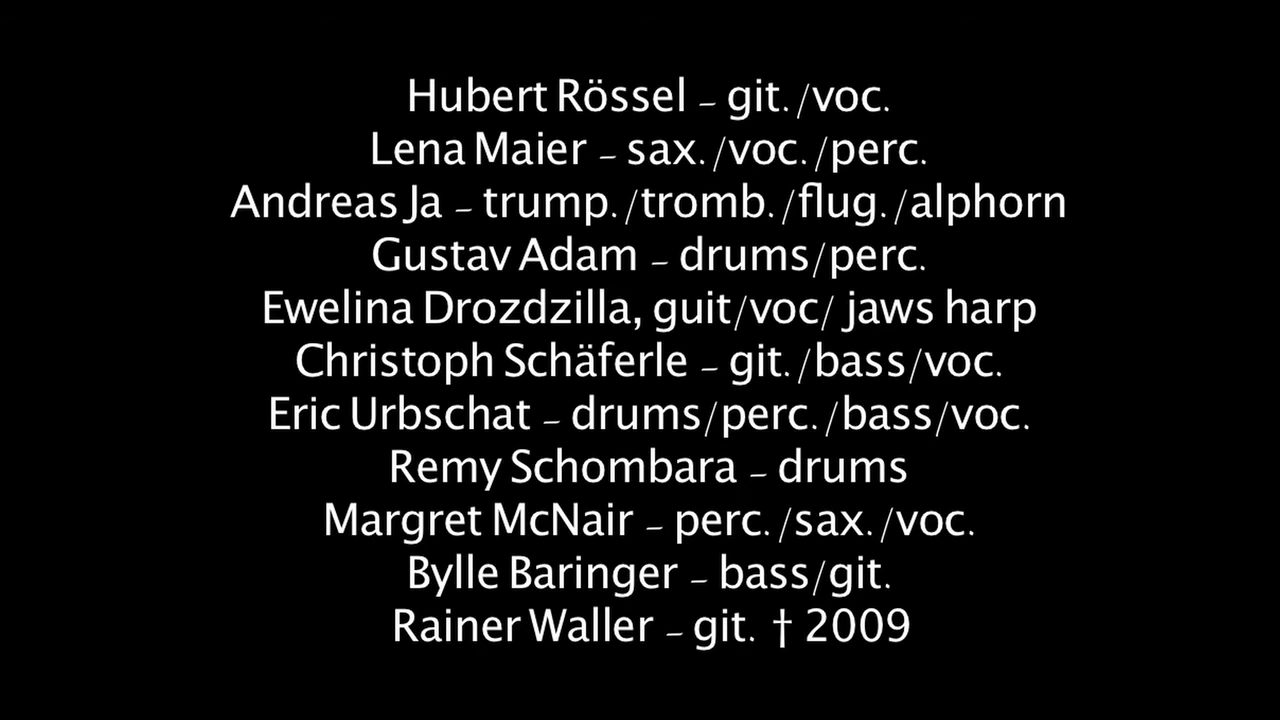 Hubert Rössel – git./voc.
Lena Maier – sax./voc./perc.
Andreas Ja – trump./tromb./flug./alphorn
Gustav Adam – drums/perc.
Ewelina Drozdzilla, guit/voc/ jaws harp
Christoph Schäferle – git./bass/voc.
Eric Urbschat – drums/perc./bass/voc.
Remy Schombara – drums
Margret McNair – perc./sax./voc.
Bylle Baringer – bass/git.
Rainer Waller – git. † 2009